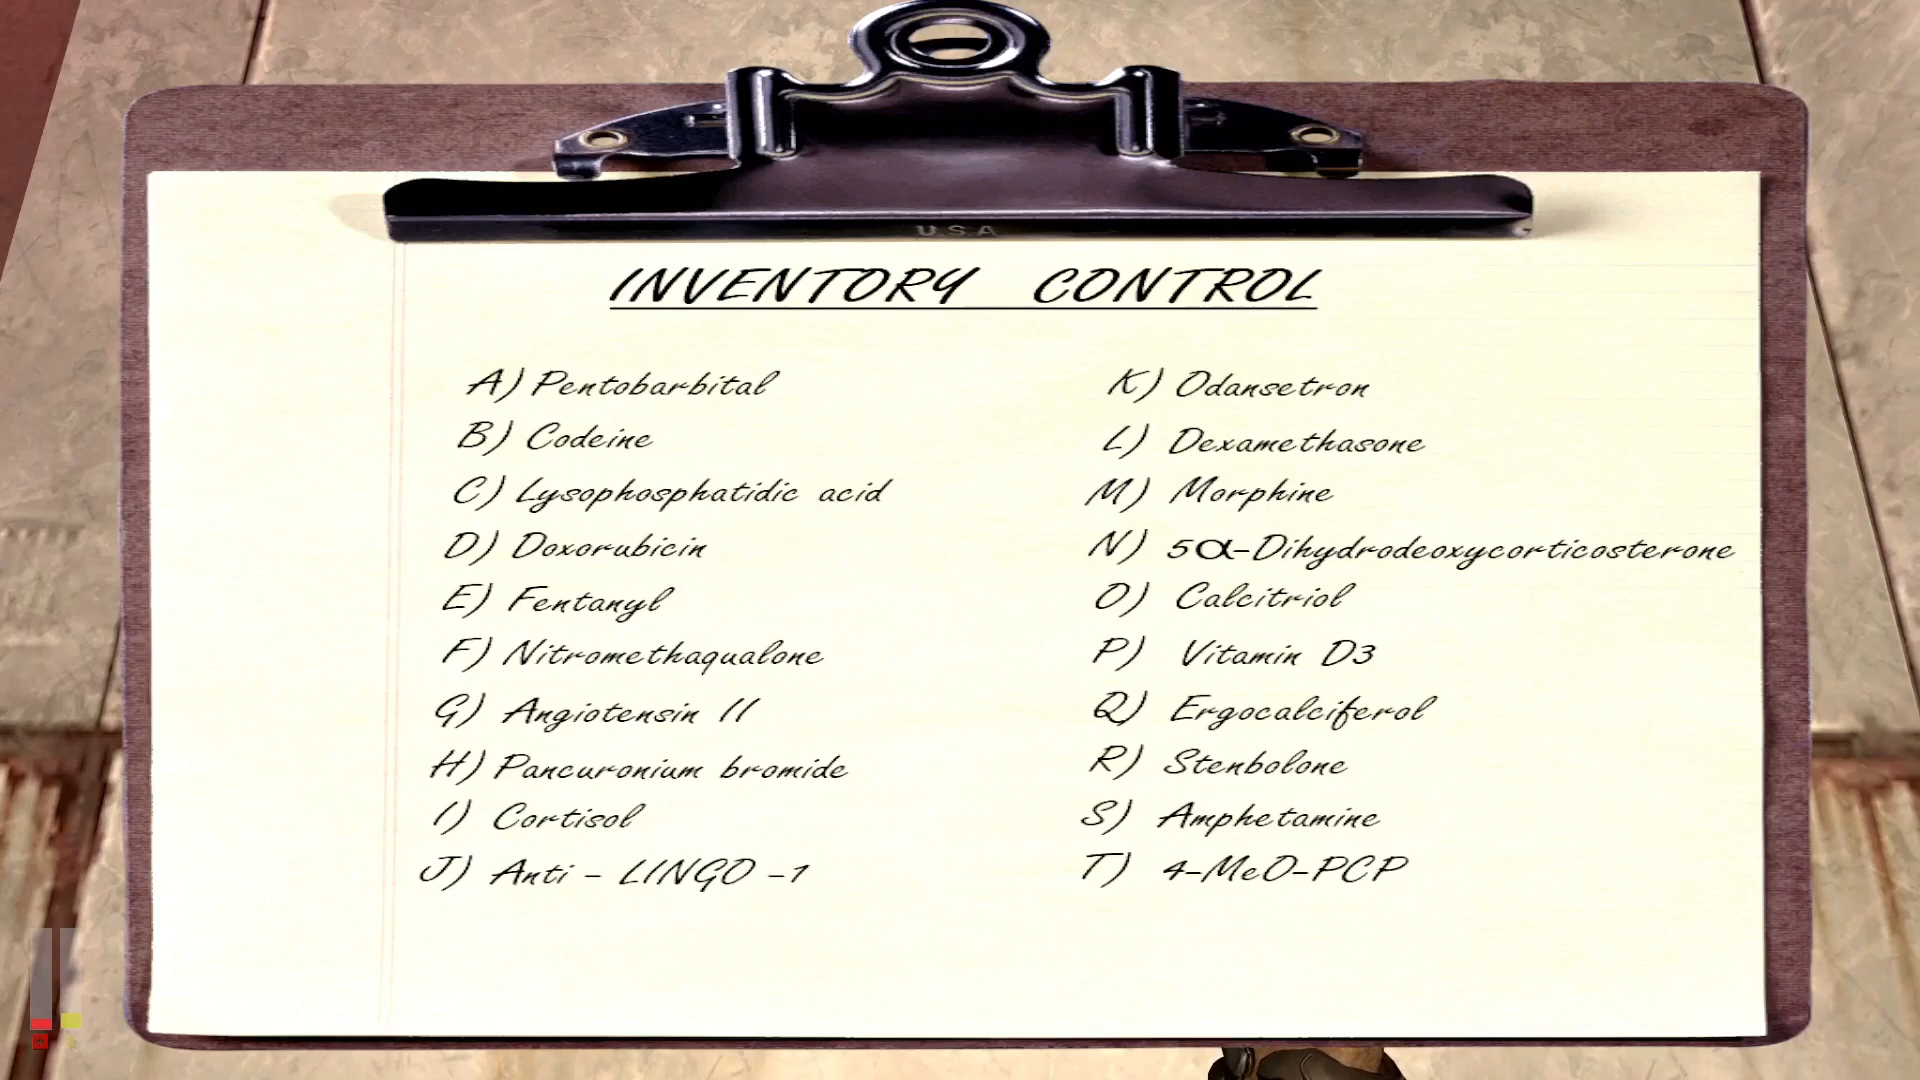 U.S.A
INVENTORY CONTROL
A) Pentobarbital
B) Codeine
C) Lysophosphatidic acid
D) Doxorubicin
E) Fentanyl
F) Nitromethaqualone
G) Angiotensin II
H) Pancuronium bromide
I) Cortisol
J) Anti - LINGO -1
K) Odansetron
L) Dexamethasone
M) Morphine
N) 5α-Dihydrodeoxycorticosterone
O) Calcitriol
P) Vitamin D3
Q) Ergocalciferol
R) Stenbolone
S) Amphetamine
T) 4-MeO-PCP